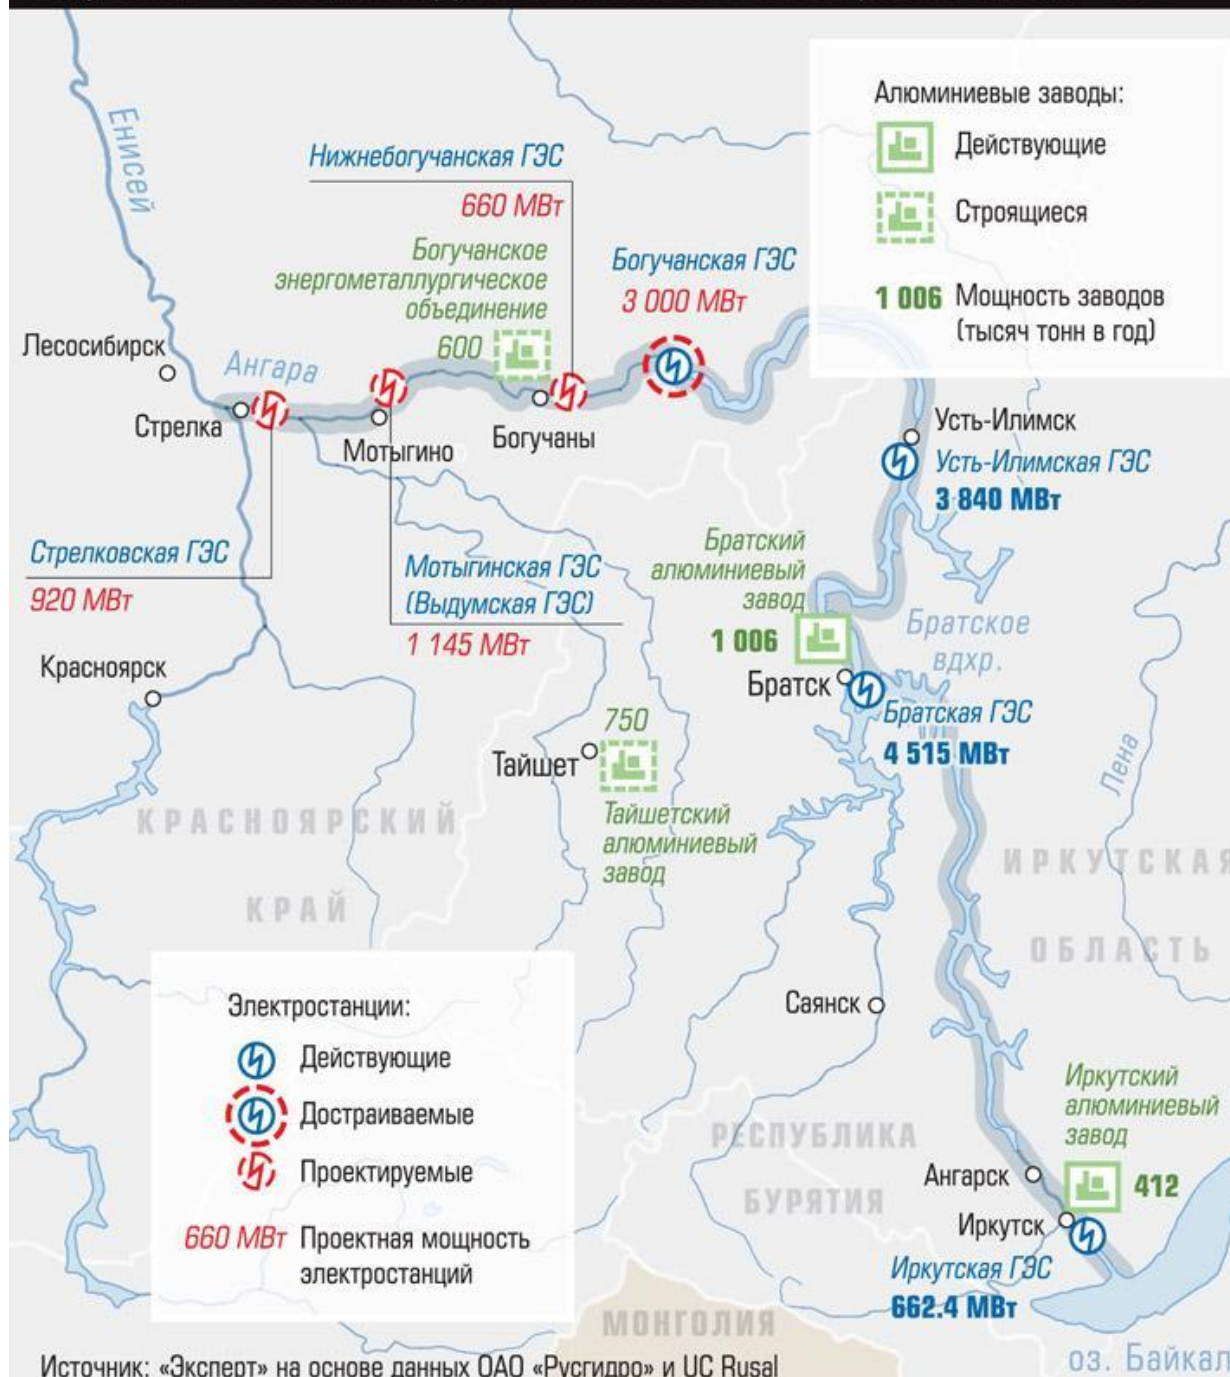 Алюминиевые заводы:
Действующие
Строящиеся
1 006 Мощность заводов
(тысяч тонн в год)
Енисей
Нижнебогучанская ГЭС
660 МВт
Богучанское
энергометаллургическое
объединение
600
Богучанская ГЭС
3 000 МВт
Лесосибирск
Ангара
Стрелка
Мотыгино
Богучаны
Усть-Илимск
Усть-Илимская ГЭС
3 840 МВт
Стрелковская ГЭС
920 МВт
Мотыгинская ГЭС
(Выдумская ГЭС)
1 145 МВт
Братский
алюминиевый
завод
1 006
Братское
вдхр.
Красноярск
Братск
Братская ГЭС
4 515 МВт
750
Тайшет
Тайшетский
алюминиевый
завод
Лена
КРАСНОЯРСКИЙ
КРАЙ
ИРКУТСКАЯ
ОБЛАСТЬ
Саянск
Электростанции:
Действующие
Достраиваемые
Проектируемые
660 МВт Проектная мощность
электростанций
РЕСПУБЛИКА
БУРЯТИЯ
Иркутский
алюминиевый
завод
412
Ангарск
Иркутск
Иркутская ГЭС
662.4 МВт
МОНГОЛИЯ
оз. Байкал
Источник: «Эксперт» на основе данных ОАО «Русгидро» и UC Rusal